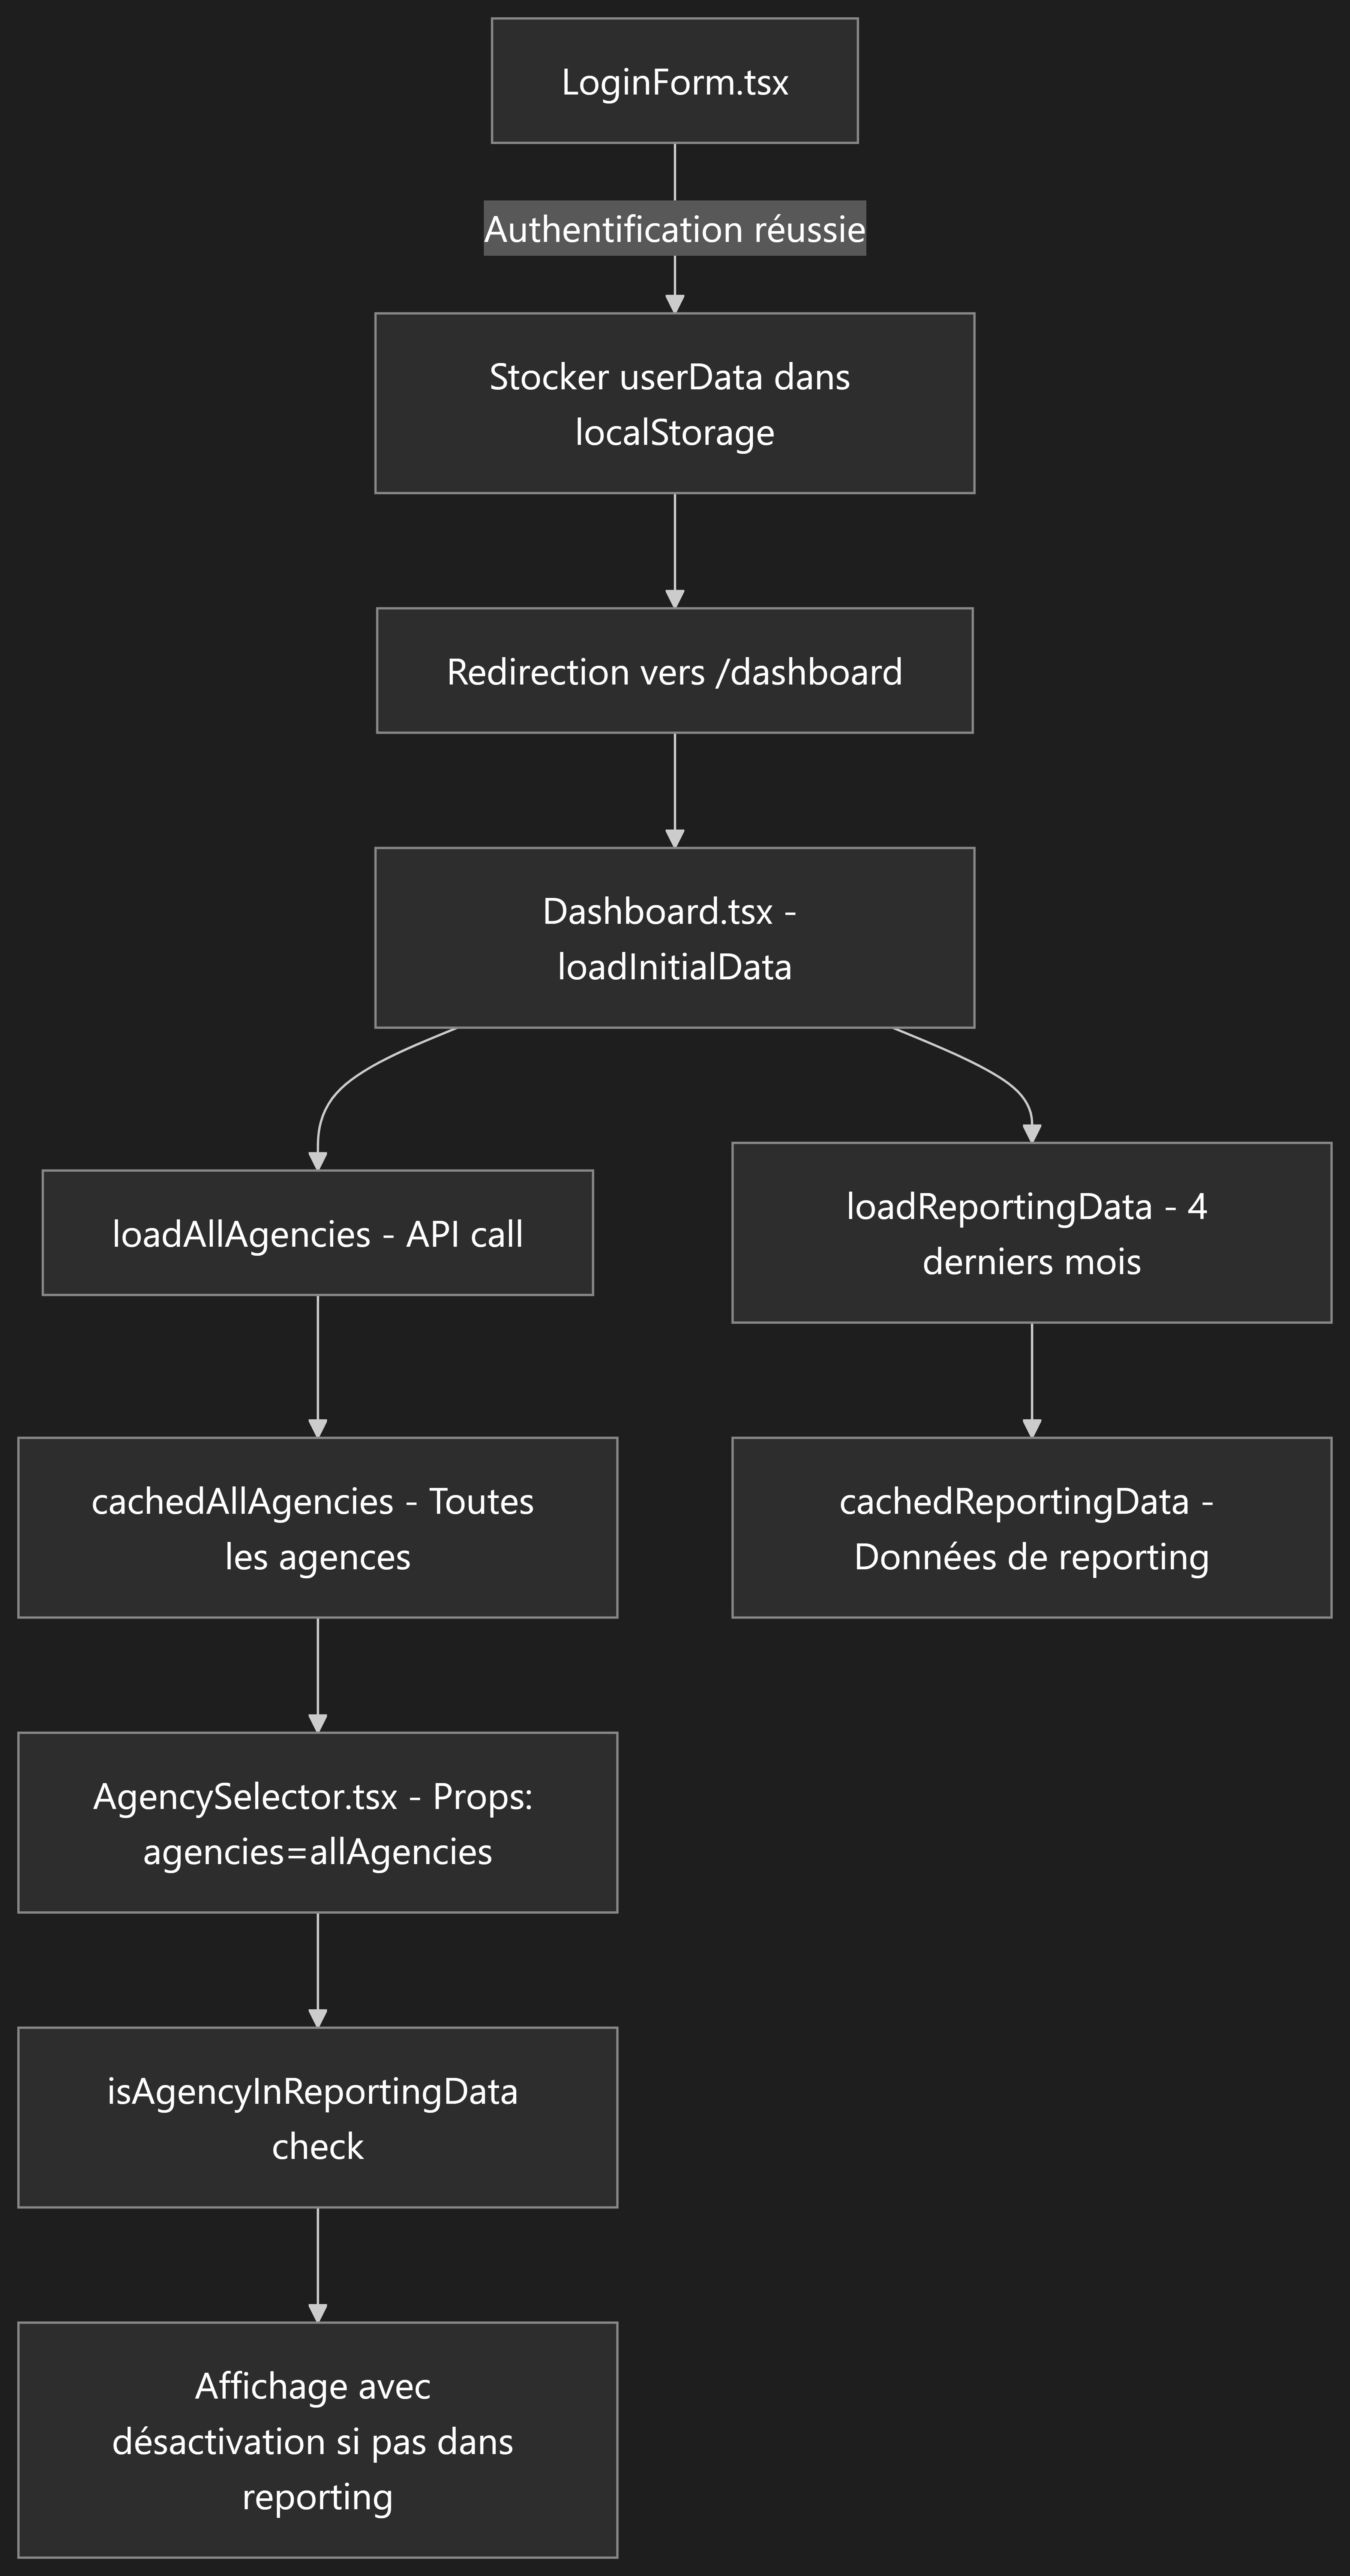 LoginForm.tsx
Authentification réussie
Stocker userData dans
localStorage
Redirection vers /dashboard
Dashboard.tsx -
loadInitialData
loadAllAgencies - API call
loadReportingData - 4
derniers mois
cachedAllAgencies - Toutes
les agences
cachedReportingData -
Données de reporting
AgencySelector.tsx - Props:
agencies=allAgencies
isAgencyInReportingData
check
Affichage avec
désactivation si pas dans
reporting